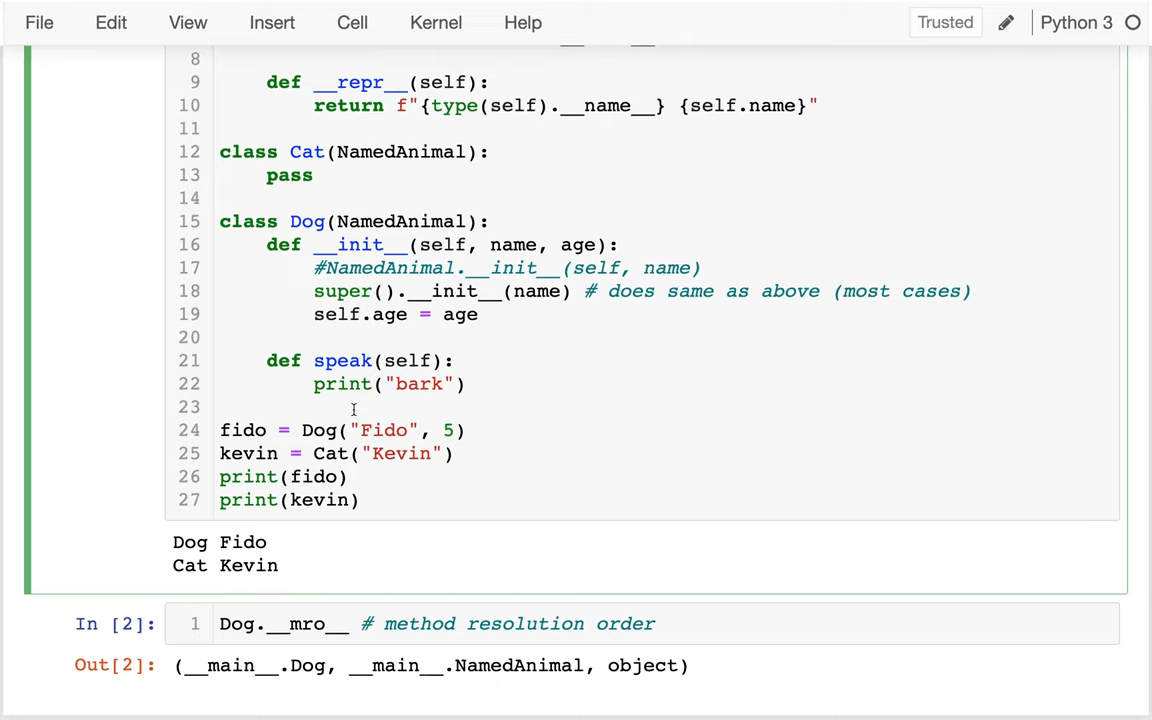 File Edit View Insert Cell Kernel Help Trusted Python 3
8
9 def __repr__(self):
10 return f"{type(self).__name__} {self.name}"
11
12 class Cat(NamedAnimal):
13 pass
14
15 class Dog(NamedAnimal):
16 def __init__(self, name, age):
17 #NamedAnimal.__init__(self, name)
18 super().__init__(name) # does same as above (most cases)
19 self.age = age
20
21 def speak(self):
22 print("bark")
23
24 fido = Dog("Fido", 5)
25 kevin = Cat("Kevin")
26 print(fido)
27 print(kevin)
Dog Fido
Cat Kevin
In [2]: 1 Dog.__mro__ # method resolution order
Out[2]: (__main__.Dog, __main__.NamedAnimal, object)